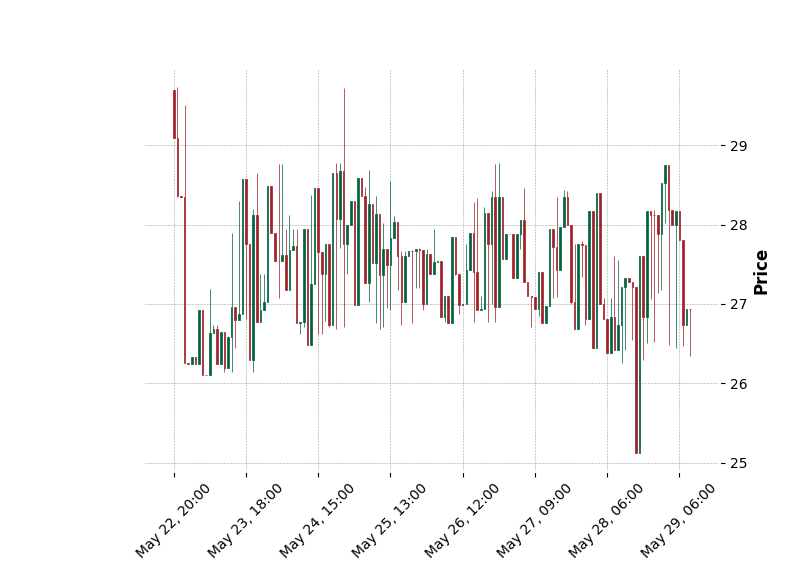 29
28
27
26
25
Price
May 22, 20:00
May 23, 18:00
May 24, 15:00
May 25, 13:00
May 26, 12:00
May 27, 09:00
May 28, 06:00
May 29, 06:00